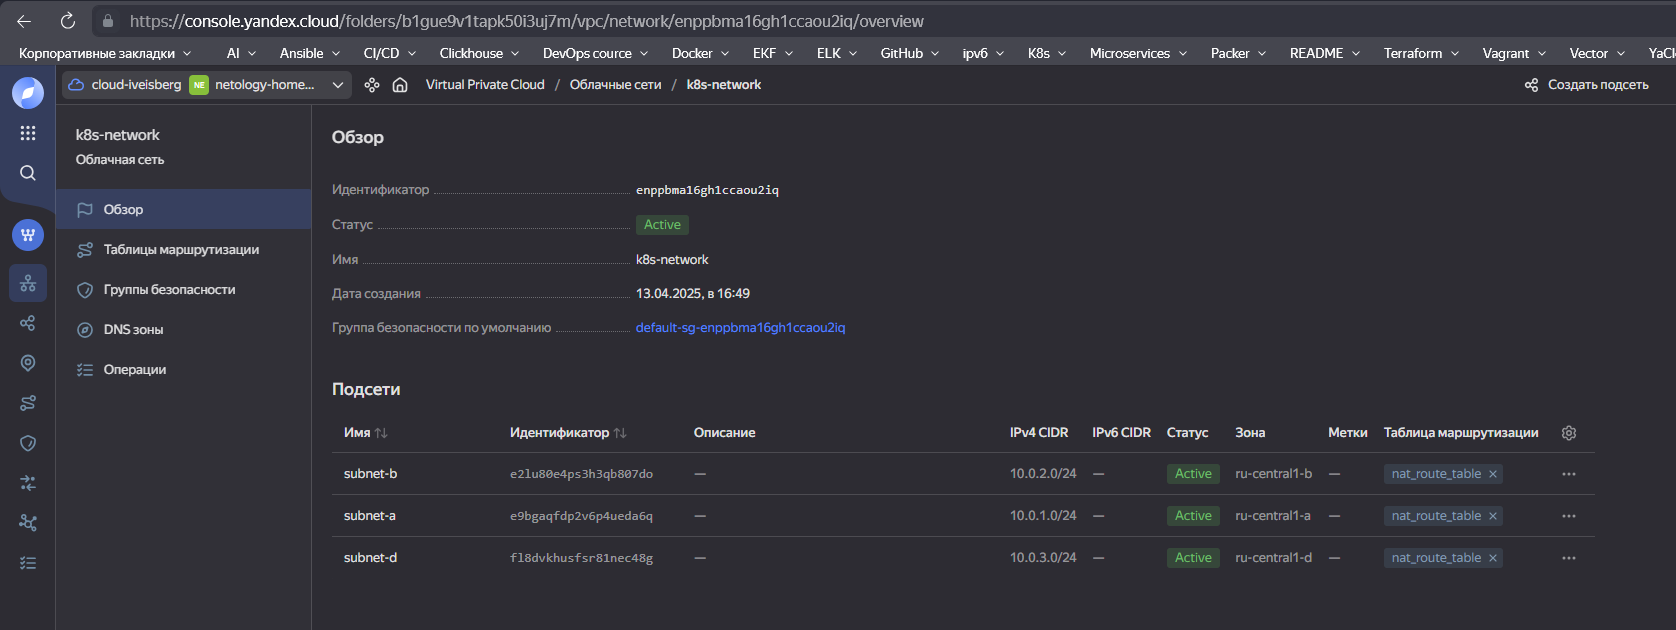 https://console.yandex.cloud/folders/b1gue9v1tapk50i3uj7m/vpc/network/enppbma16gh1ccaou2iq/overview
Корпоративные закладки AI Ansible CI/CD Clickhouse DevOps cource Docker EKF ELK GitHub ipv6 K8s Microservices Packer README Terraform Vagrant Vector YaCl
cloud-iveisberg NE netology-home... Virtual Private Cloud / Облачные сети / k8s-network Создать подсеть
k8s-network
Облачная сеть
Обзор
Таблицы маршрутизации
Группы безопасности
DNS зоны
Операции
Обзор
Идентификатор enppbma16gh1ccaou2iq
Статус Active
Имя k8s-network
Дата создания 13.04.2025, в 16:49
Группа безопасности по умолчанию default-sg-enppbma16gh1ccaou2iq
Подсети
Имя Идентификатор Описание IPv4 CIDR IPv6 CIDR Статус Зона Метки Таблица маршрутизации
subnet-b e2lu80e4ps3h3qb807do — 10.0.2.0/24 — Active ru-central1-b — nat_route_table ×
subnet-a e9bgaqfdp2v6p4ueda6q — 10.0.1.0/24 — Active ru-central1-a — nat_route_table ×
subnet-d fl8dvkhusfsr81nec48g — 10.0.3.0/24 — Active ru-central1-d — nat_route_table ×